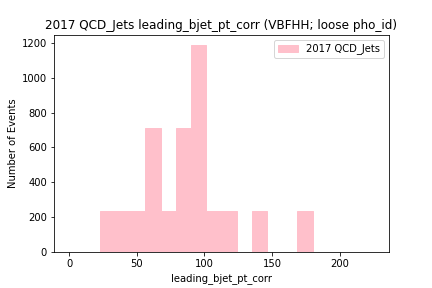 2017 QCD_Jets leading_bjet_pt_corr (VBFHH; loose pho_id)
2017 QCD_Jets
1200
1000
800
600
400
200
0
Number of Events
0 50 100 150 200
leading_bjet_pt_corr